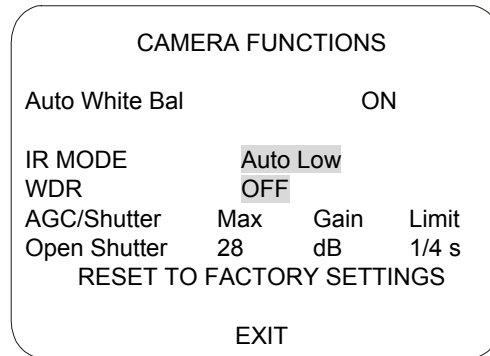 CAMERA FUNCTIONS
Auto White Bal ON
IR MODE Auto Low
WDR OFF
AGC/Shutter Max Gain Limit
Open Shutter 28 dB 1/4 s
RESET TO FACTORY SETTINGS
EXIT